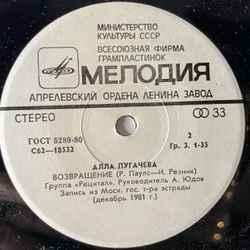 МИНИСТЕРСТВО
КУЛЬТУРЫ СССР
ВСЕСОЮЗНАЯ ФИРМА
ГРАМПЛАСТИНОК
МЕЛОДИЯ
АПРЕЛЕВСКИЙ ОРДЕНА ЛЕНИНА ЗАВОД
СТЕРЕО 33
ГОСТ 5289-80 2
С62—18532 Гр. 3. 1-35
АЛЛА ПУГАЧЕВА
ВОЗВРАЩЕНИЕ (Р. Паулс—И. Резник)
Группа «Рецитал». Руководитель А. Юдов
Запись из Моск. гос. т-ра эстрады
(декабрь 1981 г.)